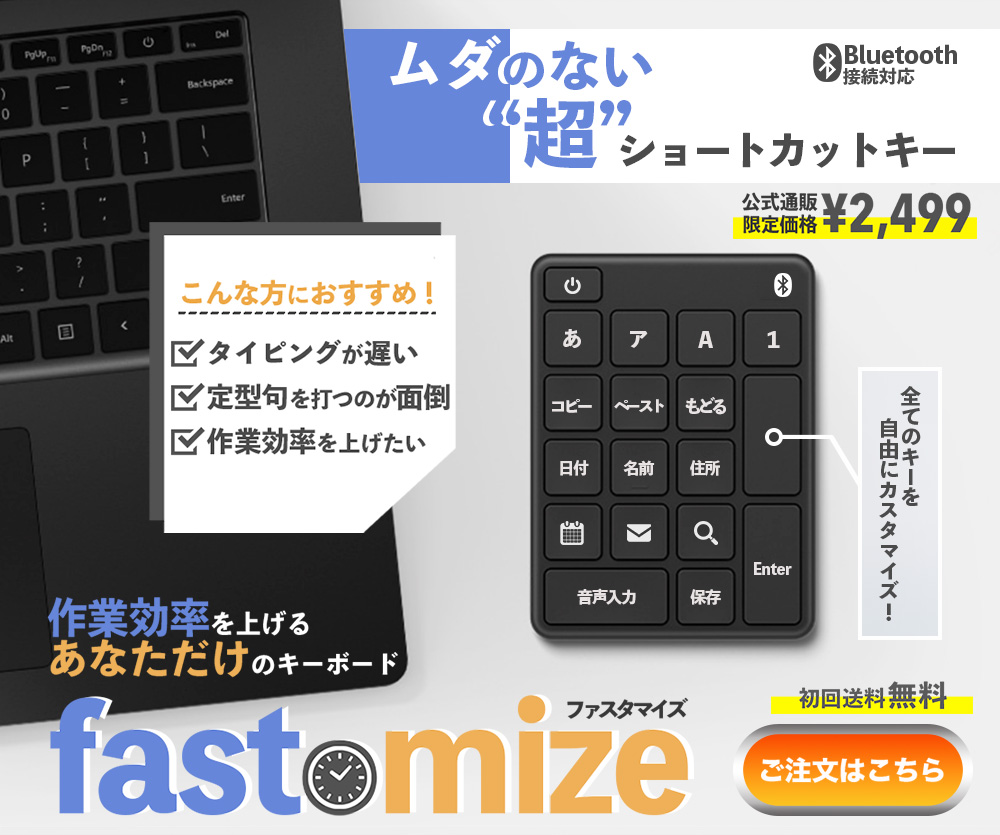 ムダのない
“超”ショートカットキー
Bluetooth
接続対応
公式通販
限定価格
¥2,499
PgUp F11
PgDn F12
Del
Backspace
P
Enter
Alt
こんな方におすすめ！
タイピングが遅い
定型句を打つのが面倒
作業効率を上げたい
あ ア A 1
コピー ペースト もどる
日付 名前 住所
Enter
音声入力 保存
全てのキーを
自由にカスタマイズ！
作業効率を上げる
あなただけのキーボード
ファスタマイズ
fastomize
初回送料無料
ご注文はこちら